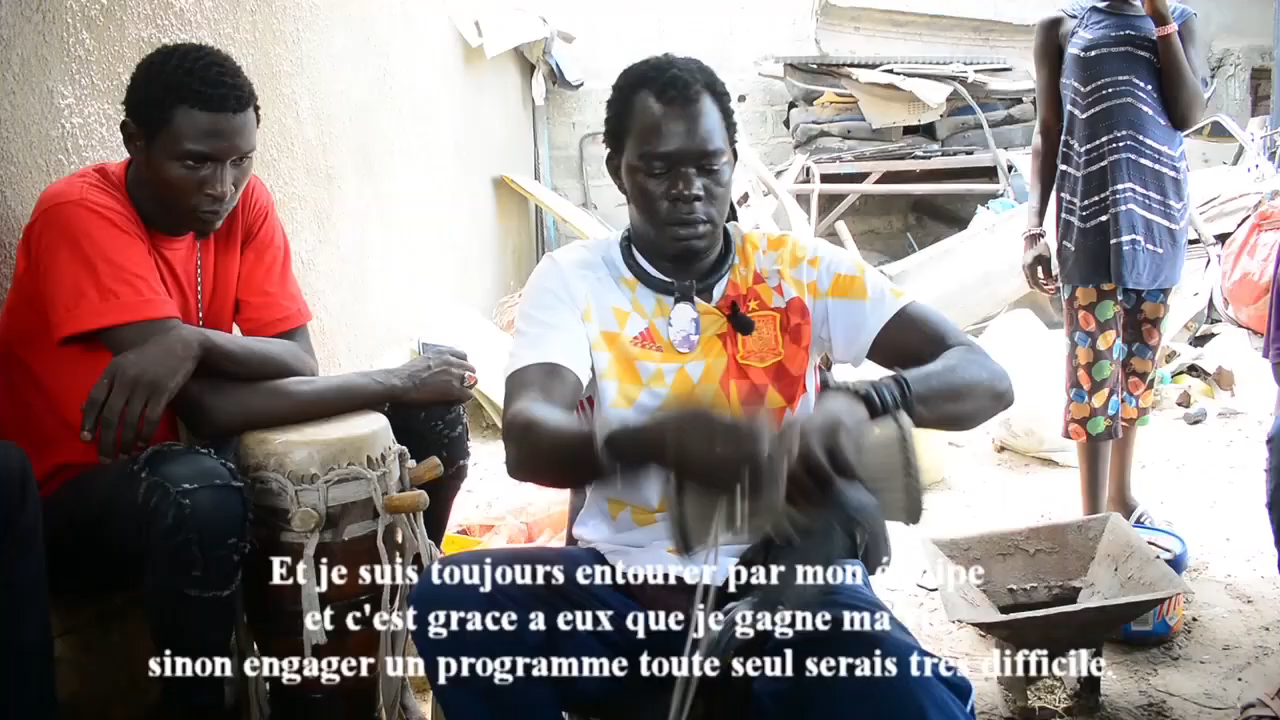 Et je suis toujours entourer par mon
et c'est grace a eux que je gagne ma
sinon engager un programme toute seul serais tres difficile.